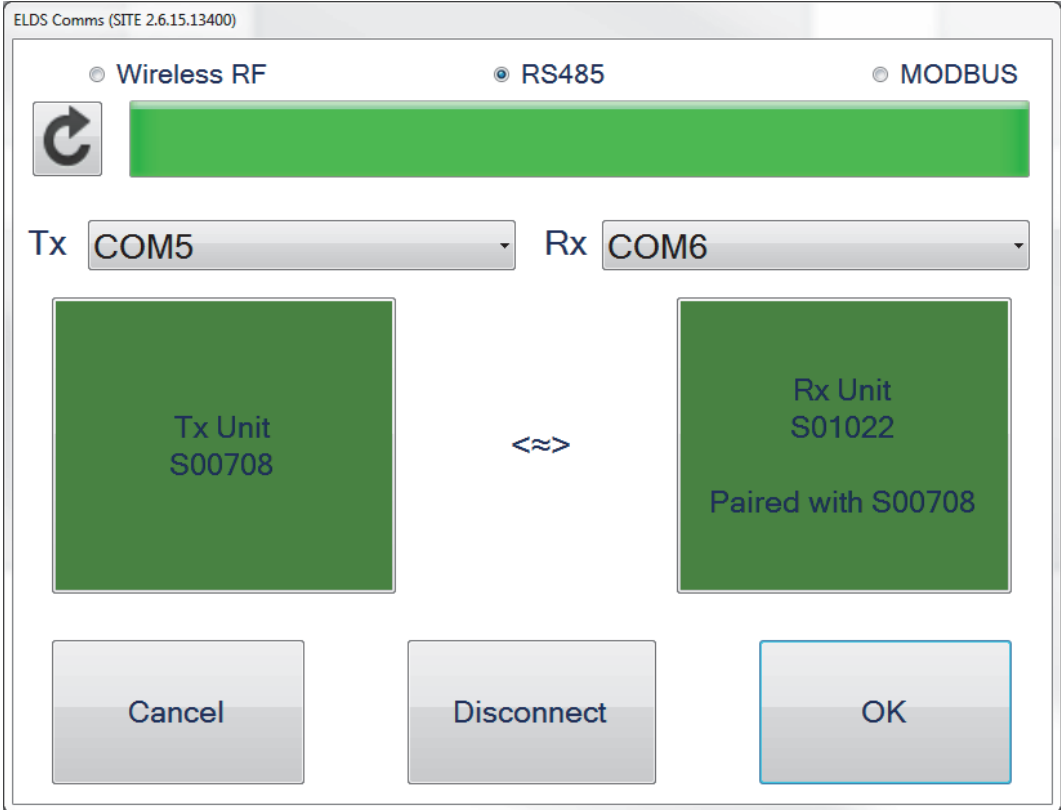 ELDS Comms (SITE 2.6.15.13400)
Wireless RF
RS485
MODBUS
Tx
COM5
Rx
COM6
Tx Unit
S00708
<≈>
Rx Unit
S01022
Paired with S00708
Cancel
Disconnect
OK